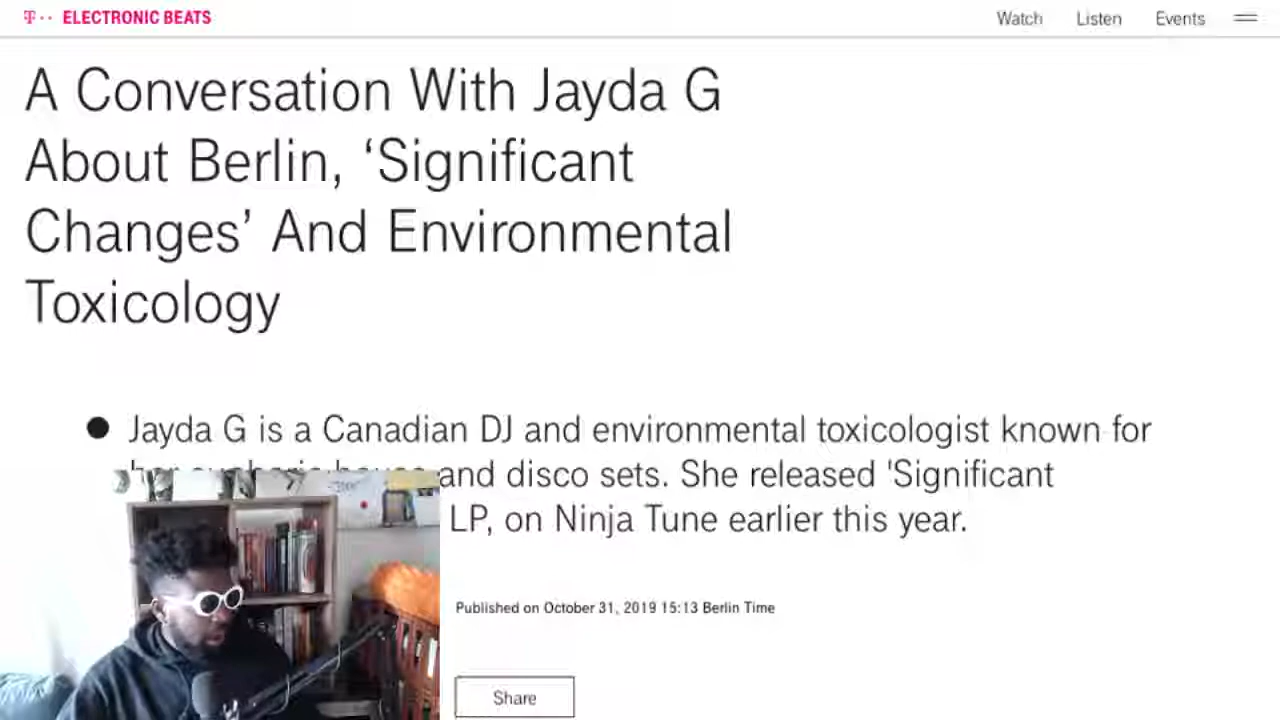 T·· ELECTRONIC BEATS
Watch Listen Events
A Conversation With Jayda G
About Berlin, ‘Significant
Changes’ And Environmental
Toxicology
Jayda G is a Canadian DJ and environmental toxicologist known for
and disco sets. She released 'Significant
LP, on Ninja Tune earlier this year.
Published on October 31, 2019 15:13 Berlin Time
Share